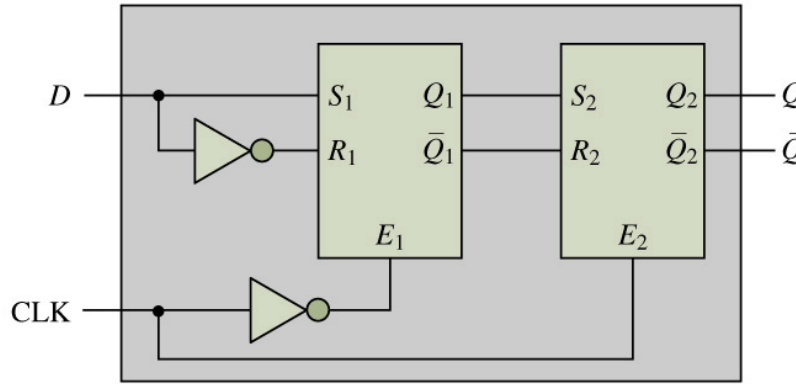 D S₁ Q₁ S₂ Q₂ Q
R₁ Q̄₁ R₂ Q̄₂ Q̄
E₁ E₂
CLK